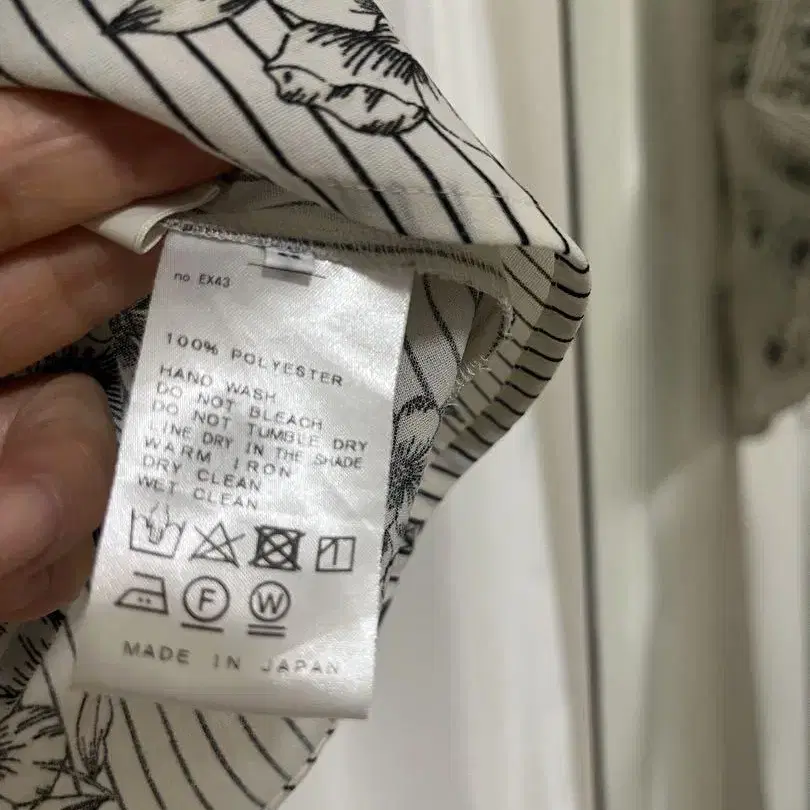 no EX43
100% POLYESTER
HAND WASH
DO NOT BLEACH
DO NOT TUMBLE DRY
LINE DRY IN THE SHADE
WARM IRON
DRY CLEAN
WET CLEAN
F W
MADE IN JAPAN